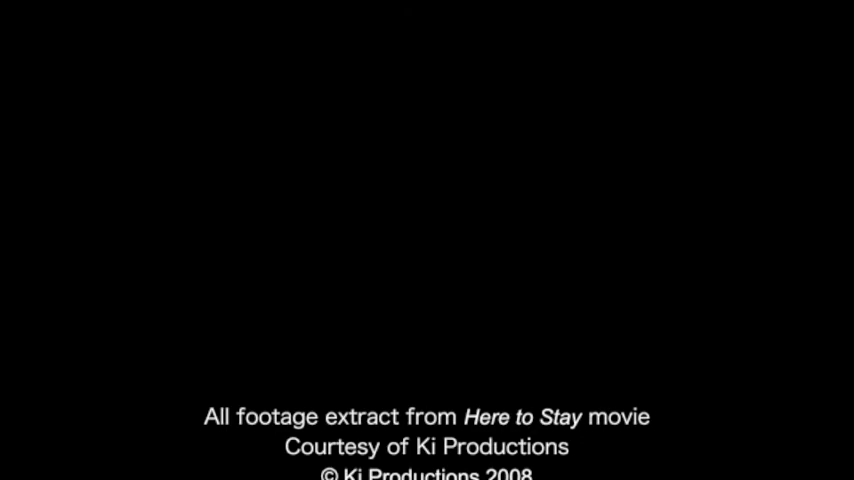 All footage extract from Here to Stay movie
Courtesy of Ki Productions
© Ki Productions 2008